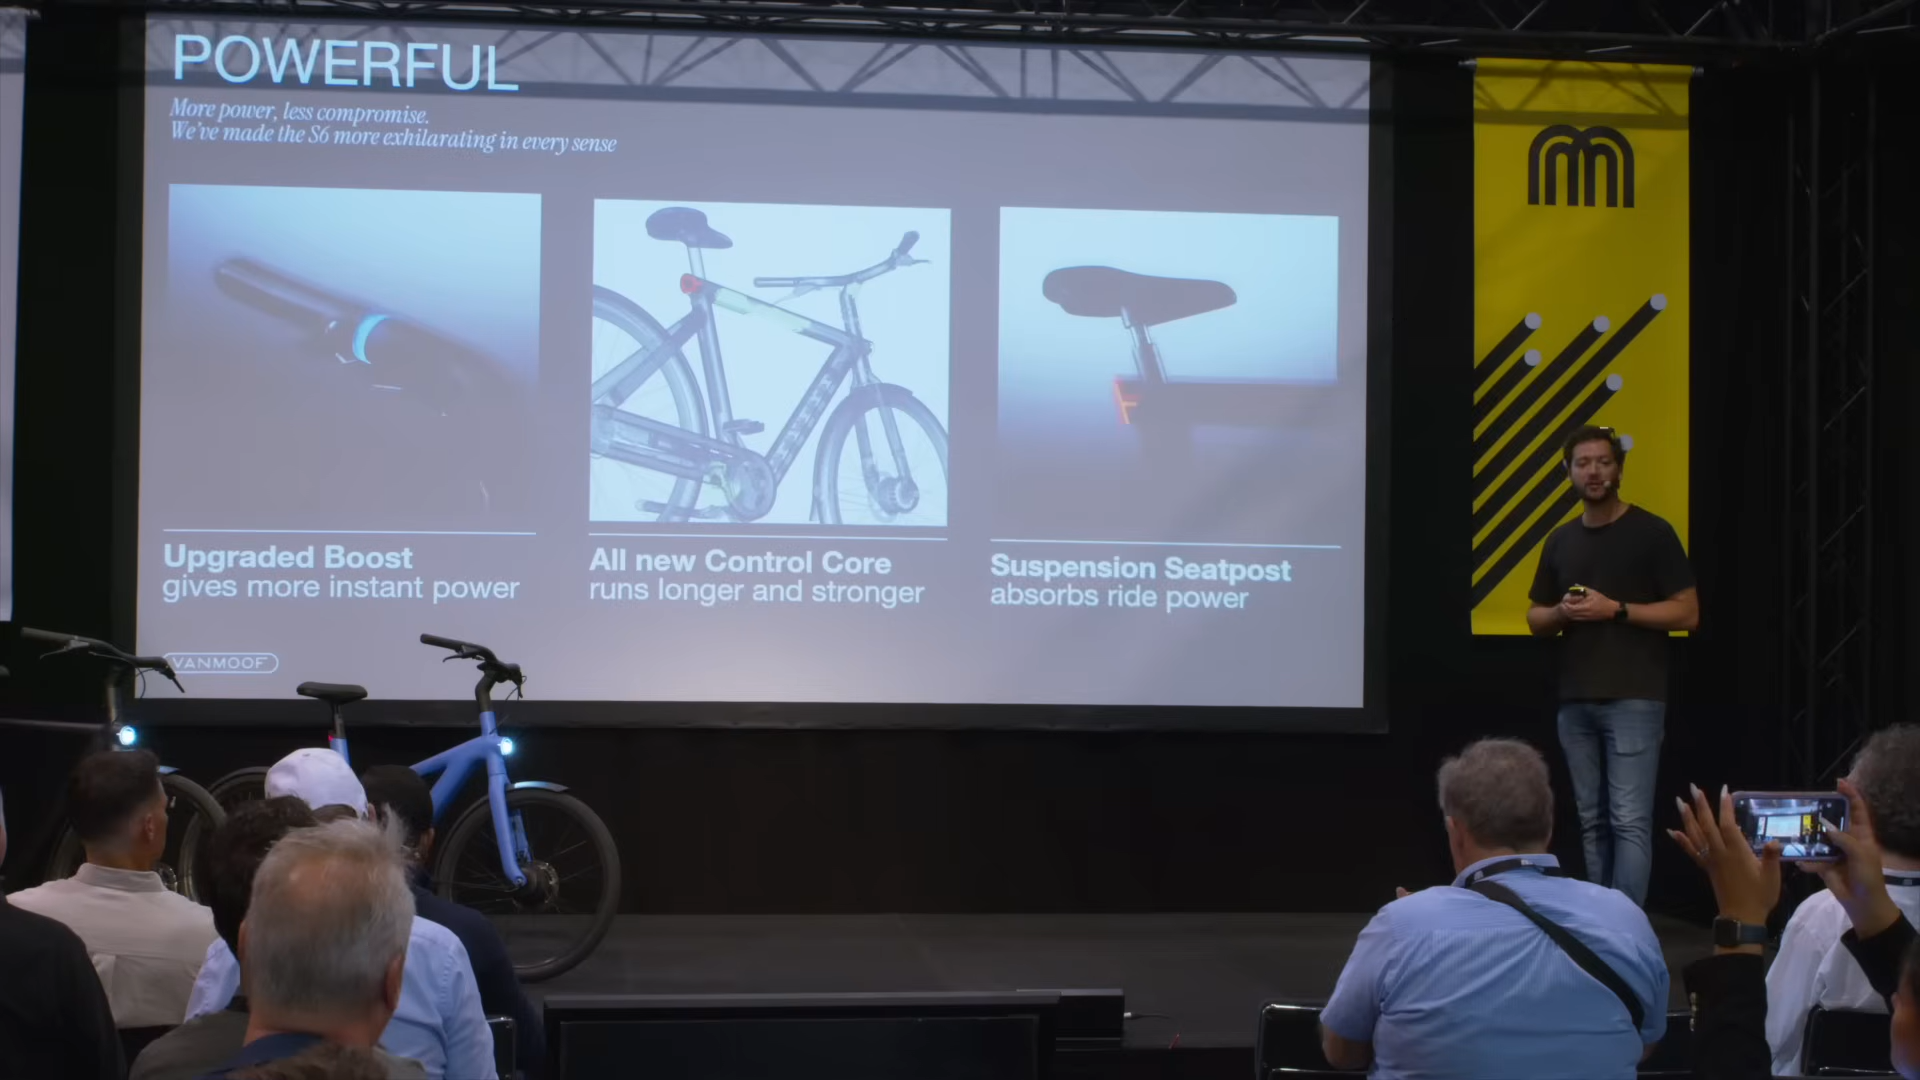 POWERFUL
More power, less compromise.
We've made the S6 more exhilarating in every sense
Upgraded Boost
gives more instant power
All new Control Core
runs longer and stronger
Suspension Seatpost
absorbs ride power
VANMOOF